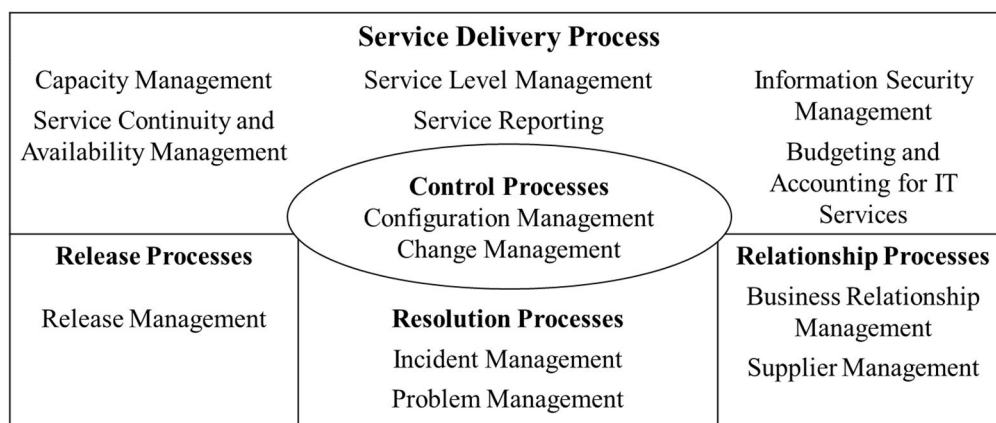 Service Delivery Process
Capacity Management
Service Continuity and
Availability Management
Service Level Management
Service Reporting
Information Security
Management
Budgeting and
Accounting for IT
Services
Control Processes
Configuration Management
Change Management
Release Processes
Release Management
Resolution Processes
Incident Management
Problem Management
Relationship Processes
Business Relationship
Management
Supplier Management